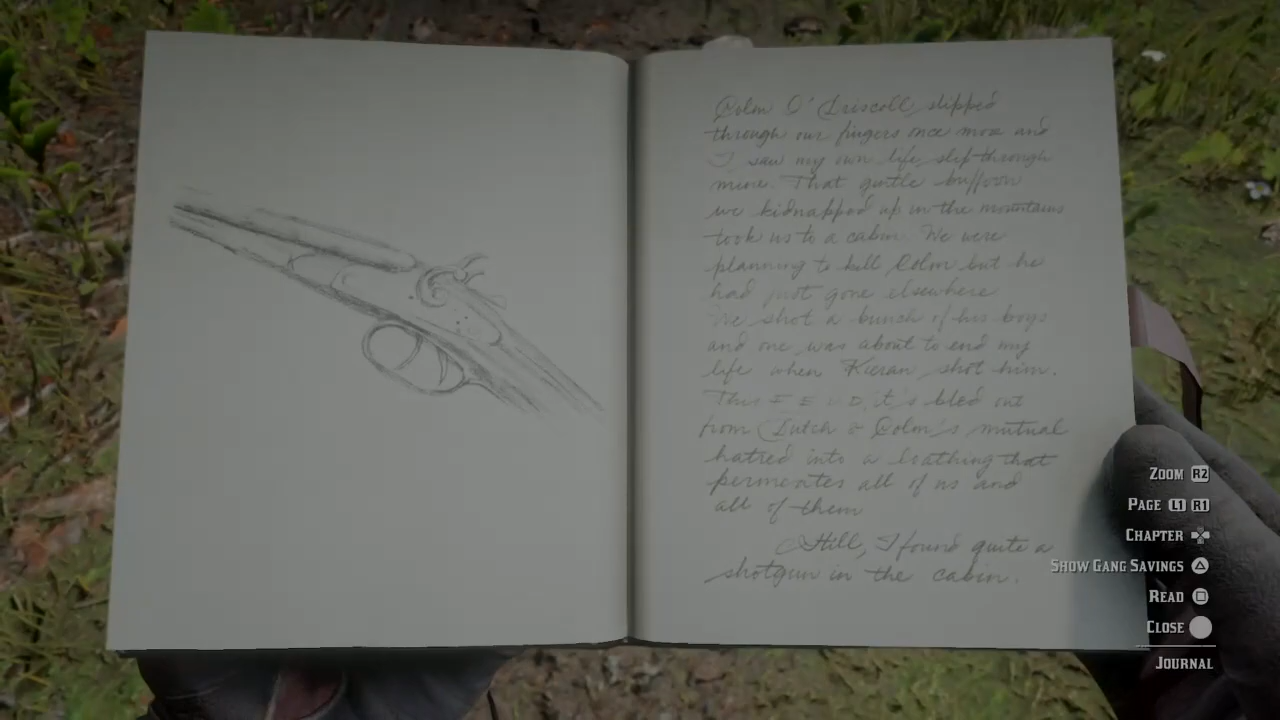 Colm O'Driscoll, slipped
through our fingers once more and
I saw my own life slip through
mine. That gentle buffoon
we kidnapped up in the mountains
took us to a cabin. We were
planning to kill Colm but he
had just gone elsewhere
We shot a bunch of his boys
and one was about to end my
life when Kieran shot him.
This FEUD, it's bled out
from Dutch & Colm's mutual
hatred into a loathing that
permeates all of us and
all of them
Still, I found quite a
shotgun in the cabin.
ZOOM R2
PAGE L1 R1
CHAPTER
SHOW GANG SAVINGS
READ
CLOSE
JOURNAL